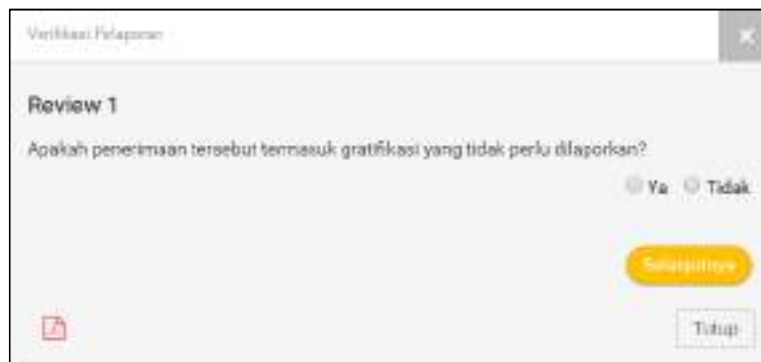 Verifikasi Pelaporan
Review 1
Apakah penerimaan tersebut termasuk gratifikasi yang tidak perlu dilaporkan?
Ya Tidak
Selanjutnya
Tutup